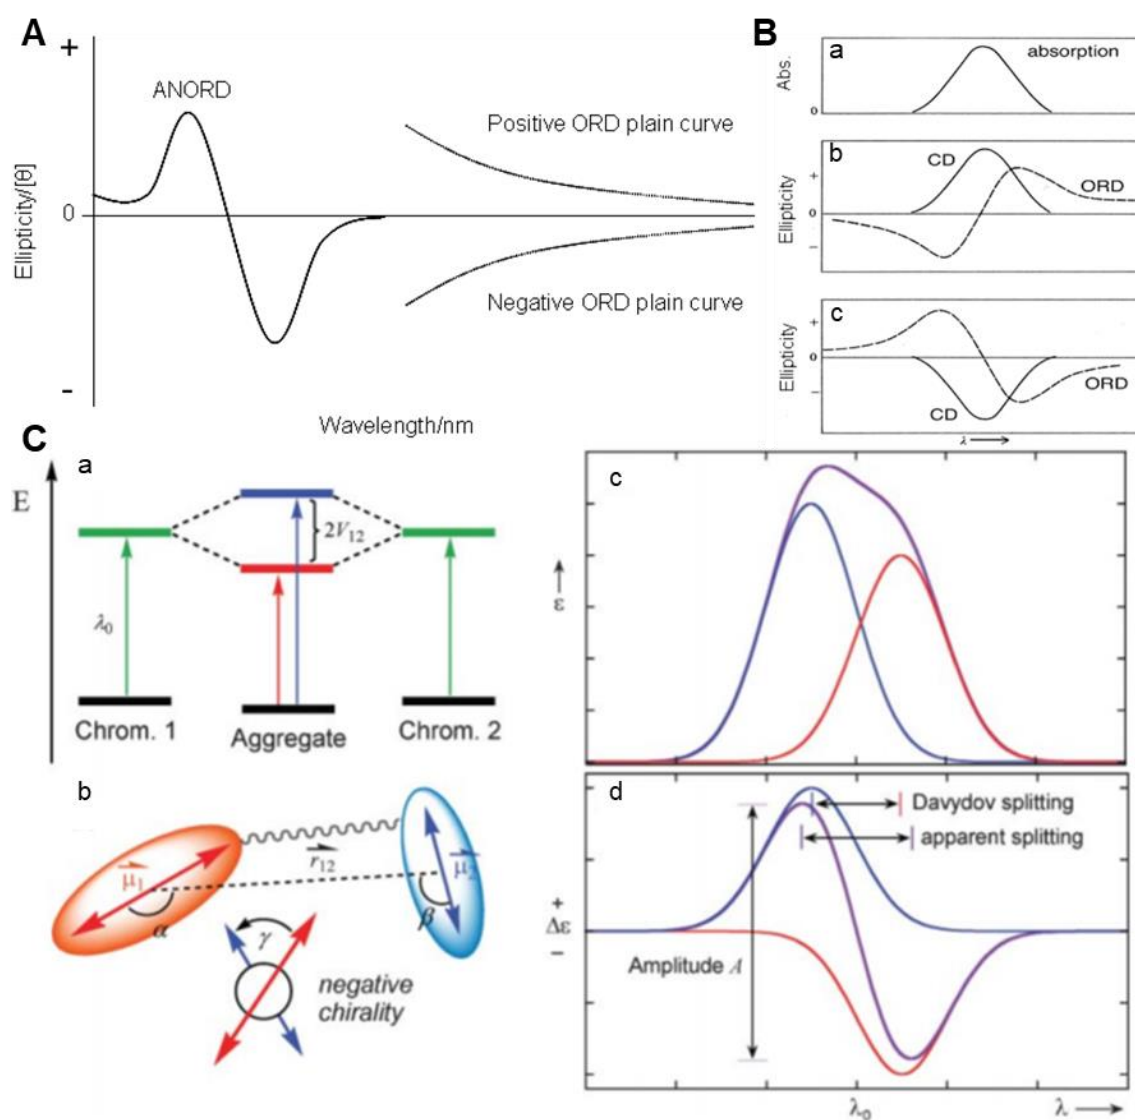 A
+
ANORD
Positive ORD plain curve
Ellipticity/[θ]
0
Negative ORD plain curve
-
Wavelength/nm
B
a
absorption
Abs.
0
b
CD
+
ORD
0
Ellipticity
−
c
+
0
Ellipticity
−
CD
ORD
λ
C
a
E
2V12
λ0
Chrom. 1
Aggregate
Chrom. 2
b
μ1
r12
μ2
α
β
γ
negative
chirality
c
ε
d
Davydov splitting
apparent splitting
+
Δε
−
Amplitude A
λ0
λ